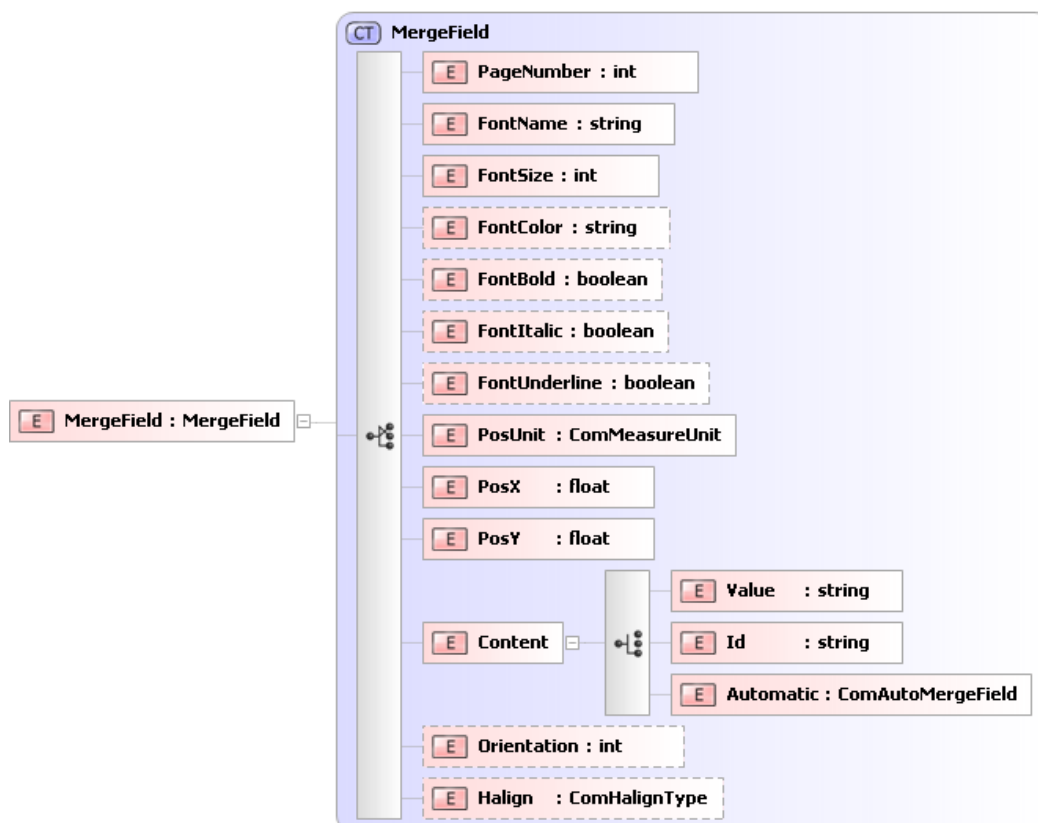 CT MergeField
E PageNumber : int
E FontName : string
E FontSize : int
E FontColor : string
E FontBold : boolean
E FontItalic : boolean
E FontUnderline : boolean
E MergeField : MergeField
E PosUnit : ComMeasureUnit
E PosX : float
E PosY : float
E Value : string
E Content
E Id : string
E Automatic : ComAutoMergeField
E Orientation : int
E Halign : ComHalignType